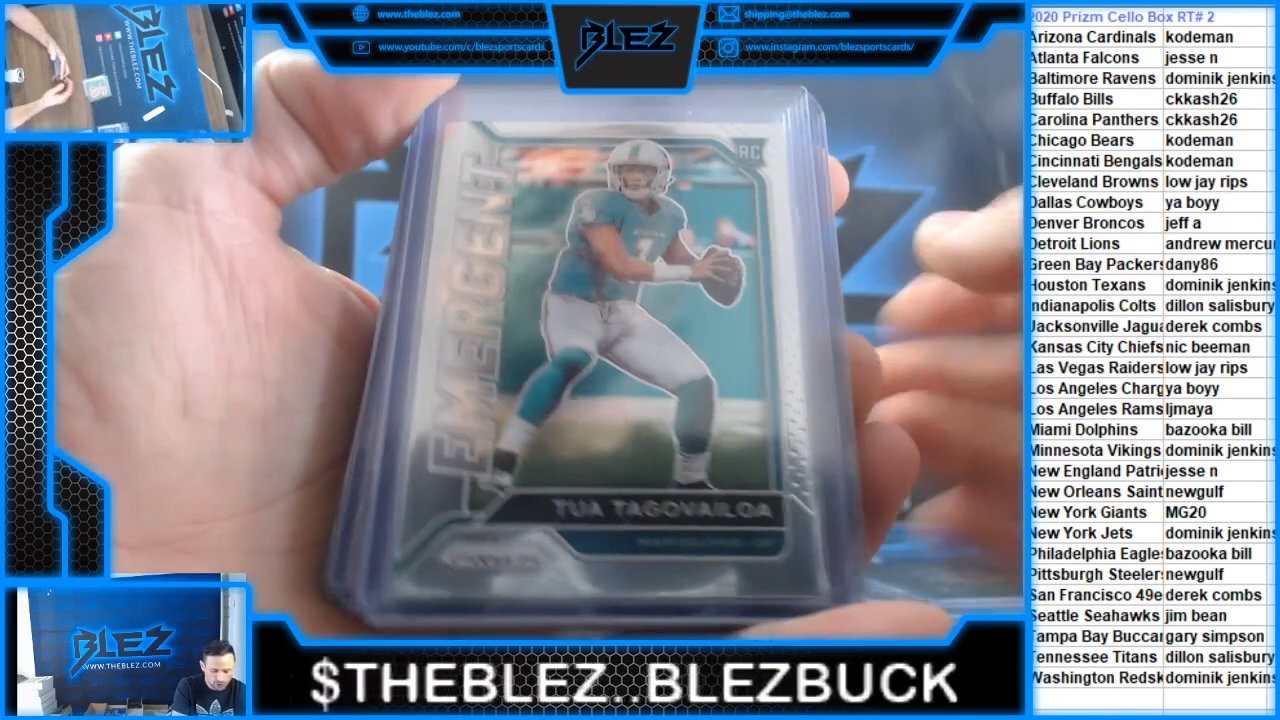 www.theblez.com
www.youtube.com/c/blezsportscards
BLEZ
shipping@theblez.com
www.instagram.com/blezsportscards/
BLEZ
WWW.THEBLEZ.COM
RC
EMERGENT
1
TUA TAGOVAILOA
BLEZ
WWW.THEBLEZ.COM
$THEBLEZ..BLEZBUCK
2020 Prizm Cello Box RT# 2
Arizona Cardinals kodeman
Atlanta Falcons jesse n
Baltimore Ravens dominik jenkins
Buffalo Bills ckkash26
Carolina Panthers ckkash26
Chicago Bears kodeman
Cincinnati Bengals kodeman
Cleveland Browns low jay rips
Dallas Cowboys ya boyy
Denver Broncos jeff a
Detroit Lions andrew mercu
Green Bay Packers dany86
Houston Texans dominik jenkins
Indianapolis Colts dillon salisbury
Jacksonville Jagua derek combs
Kansas City Chiefs nic beeman
Las Vegas Raiders low jay rips
Los Angeles Charg ya boyy
Los Angeles Rams ljmaya
Miami Dolphins bazooka bill
Minnesota Vikings dominik jenkins
New England Patri jesse n
New Orleans Saint newgulf
New York Giants MG20
New York Jets dominik jenkins
Philadelphia Eagles bazooka bill
Pittsburgh Steelers newgulf
San Francisco 49e derek combs
Seattle Seahawks jim bean
Tampa Bay Buccar gary simpson
Tennessee Titans dillon salisbury
Washington Redsk dominik jenkins